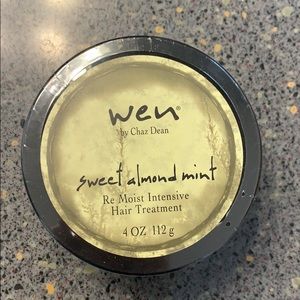 wen®
by Chaz Dean
sweet almond mint
Re Moist Intensive
Hair Treatment
4 OZ 112 g